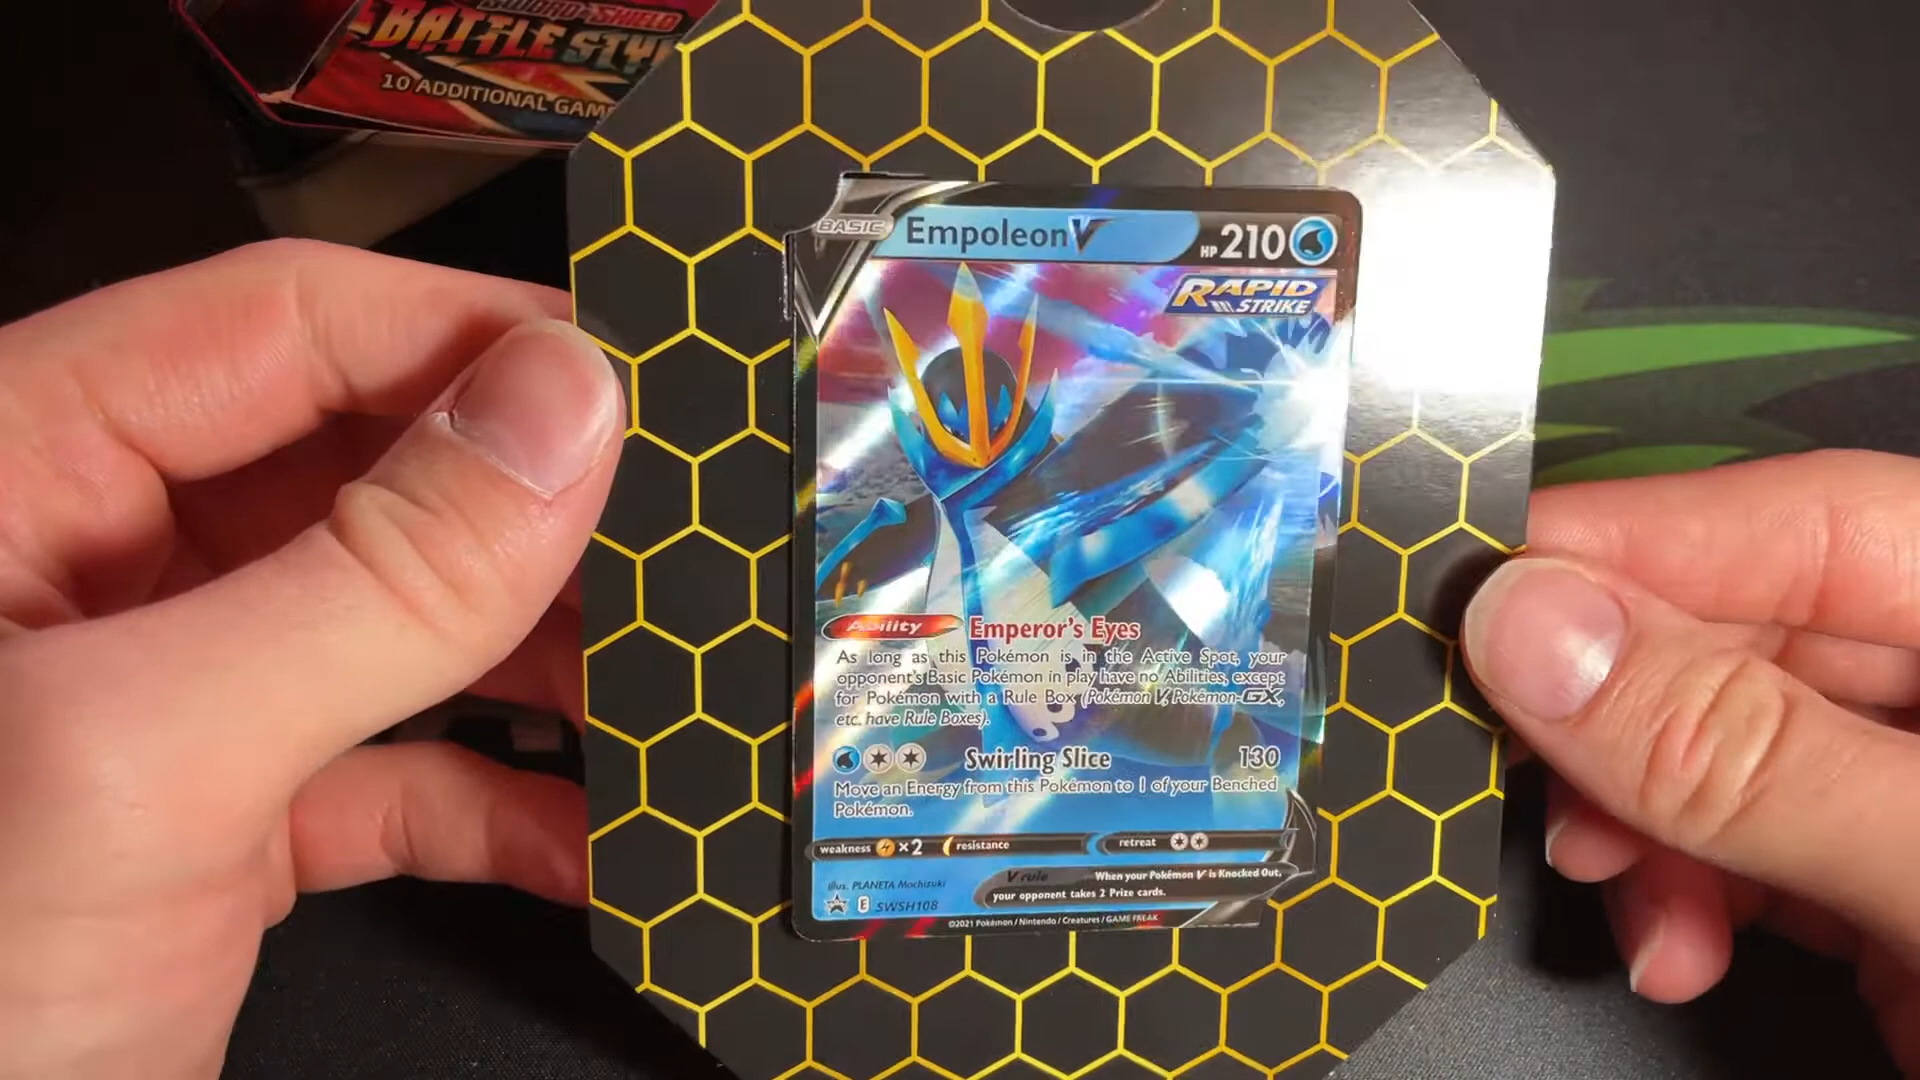 SWORD & SHIELD
BATTLE STY
10 ADDITIONAL GAM
BASIC
Empoleon V
HP 210
RAPID
STRIKE
Ability Emperor's Eyes
As long as this Pokémon is in the Active Spot, your
opponent's Basic Pokémon in play have no Abilities, except
for Pokémon with a Rule Box (Pokémon V, Pokémon-GX,
etc. have Rule Boxes).
Swirling Slice 130
Move an Energy from this Pokémon to 1 of your Benched
Pokémon.
weakness ×2 resistance retreat
V rule When your Pokémon V is Knocked Out,
your opponent takes 2 Prize cards.
illus. PLANETA Mochizuki
E SWSH108
©2021 Pokémon / Nintendo / Creatures / GAME FREAK